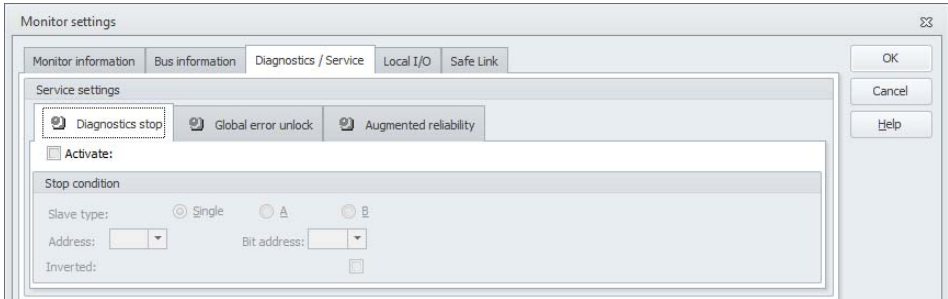 Monitor settings
Monitor information Bus information Diagnostics / Service Local I/O Safe Link
OK
Service settings
Cancel
Diagnostics stop Global error unlock Augmented reliability
Help
Activate:
Stop condition
Slave type: Single A B
Address: Bit address:
Inverted: